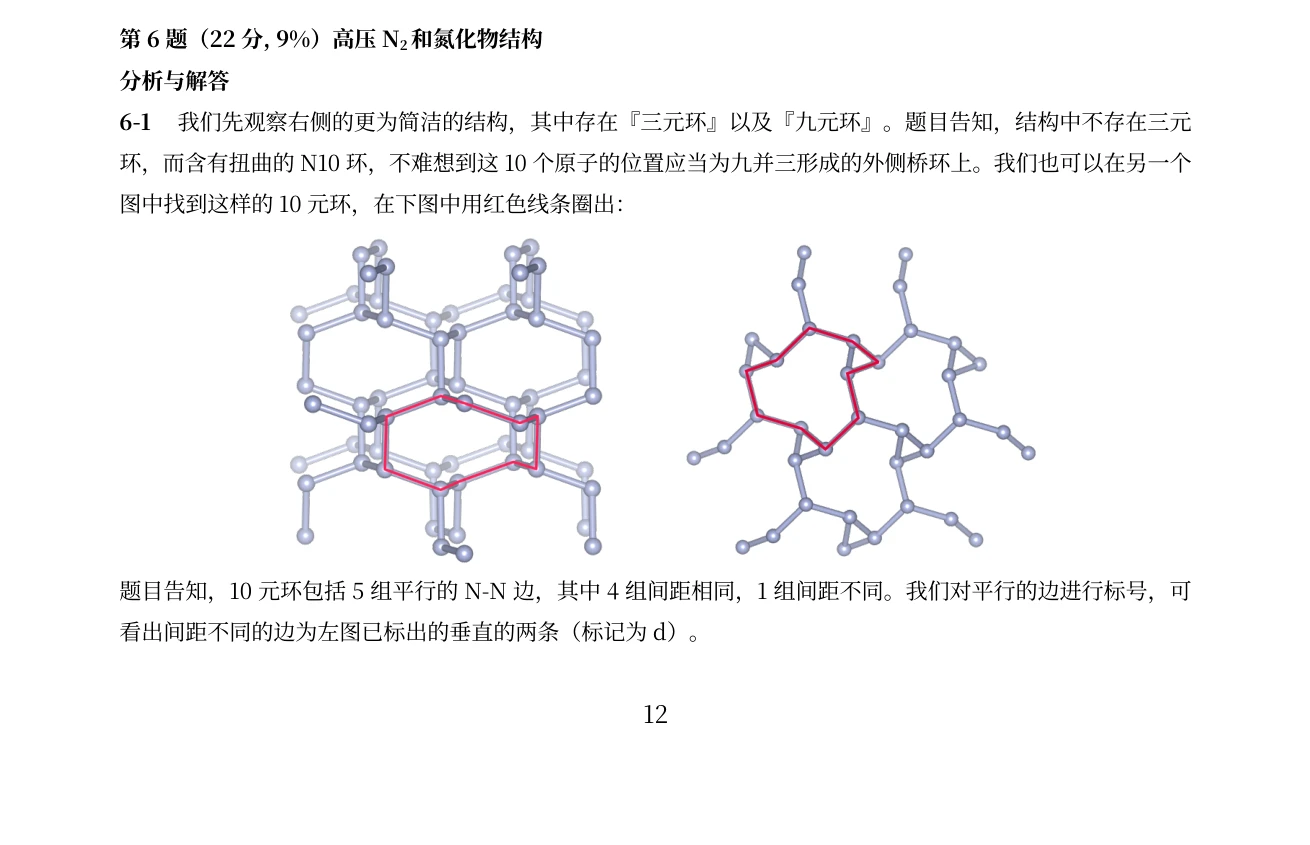 第 6 题（22 分, 9%）高压 N₂ 和氮化物结构
分析与解答
6-1 我们先观察右侧的更为简洁的结构，其中存在『三元环』以及『九元环』。题目告知，结构中不存在三元
环，而含有扭曲的 N10 环，不难想到这 10 个原子的位置应当为九并三形成的外侧桥环上。我们也可以在另一个
图中找到这样的 10 元环，在下图中用红色线条圈出：
题目告知，10 元环包括 5 组平行的 N-N 边，其中 4 组间距相同，1 组间距不同。我们对平行的边进行标号，可
看出间距不同的边为左图已标出的垂直的两条（标记为 d）。
12